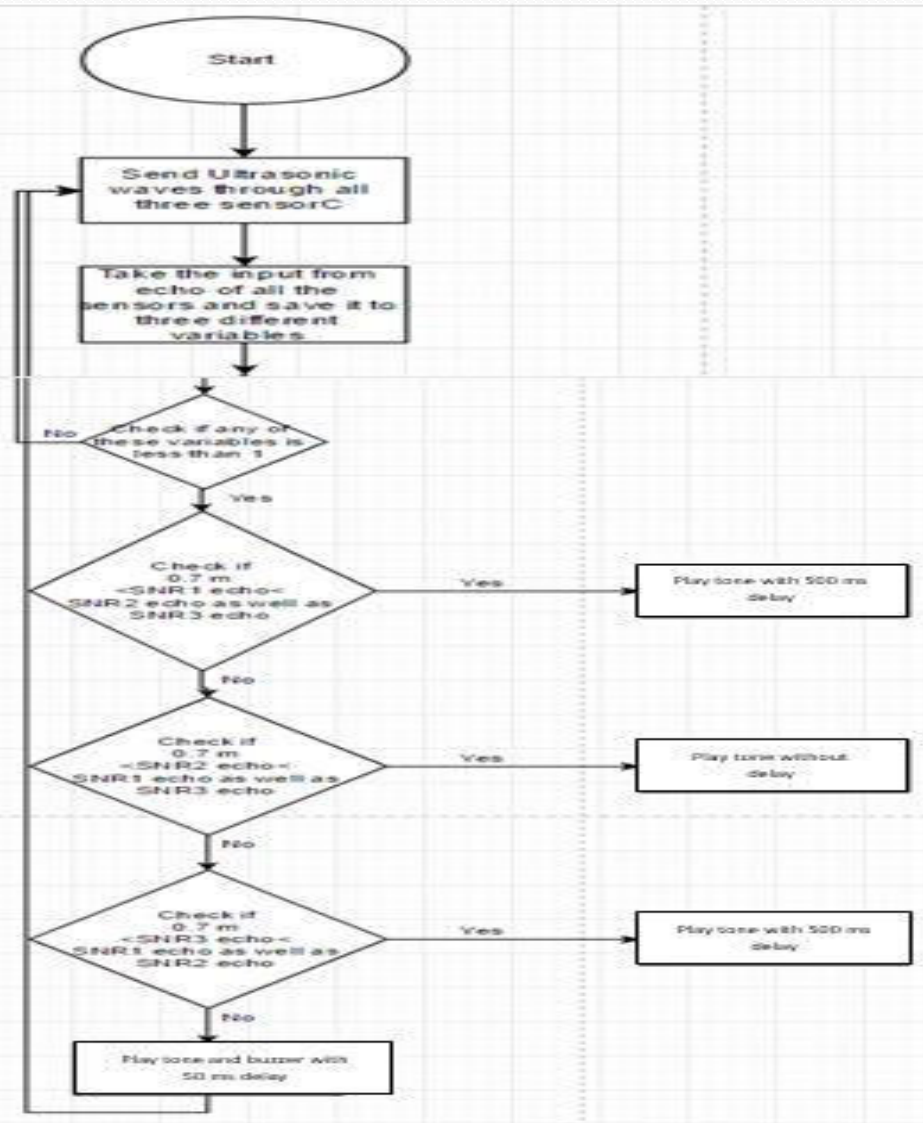 Start
Send Ultrasonic
waves through all
three sensorC
Take the input from
echo of all the
sensors and save it to
three different
variables
Check if any of
these variables is
less than 1
No
Yes
Check if
0.7 m
<SNR1 echo<
SNR2 echo as well as
SNR3 echo
Yes
Play tone with 500 ms
delay
No
Check if
0.7 m
<SNR2 echo<
SNR1 echo as well as
SNR3 echo
Yes
Play tone without
delay
No
Check if
0.7 m
<SNR3 echo<
SNR1 echo as well as
SNR2 echo
Yes
Play tone with 500 ms
delay
No
Play tone and buzzer with
50 ms delay